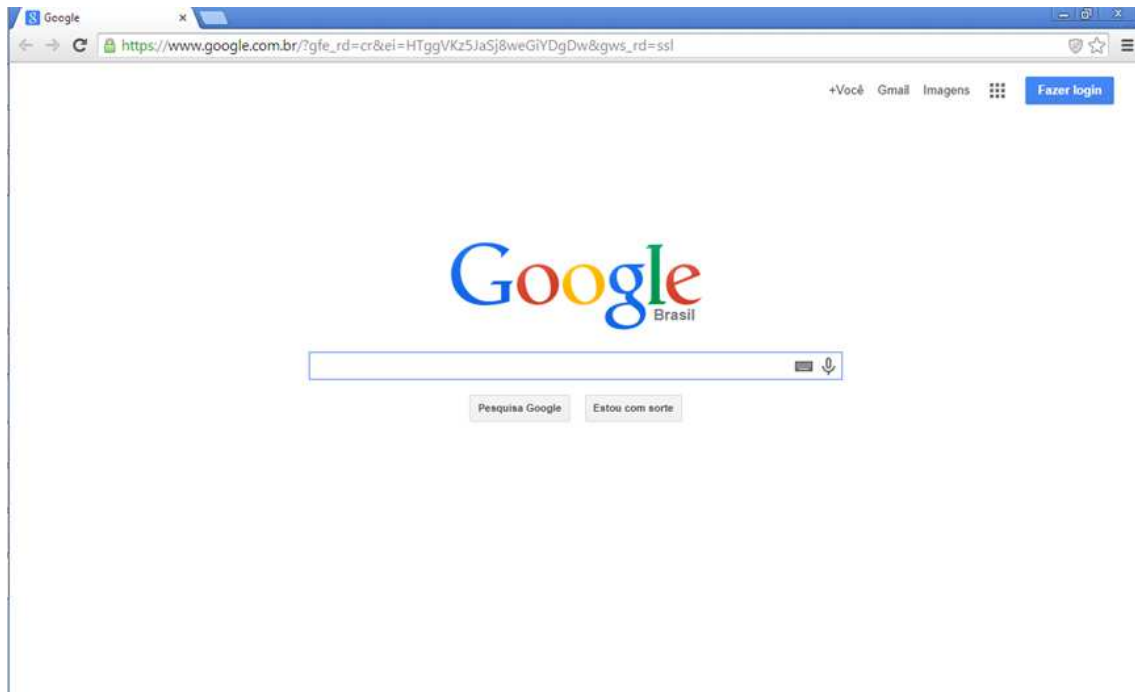 Google
https://www.google.com.br/?gfe_rd=cr&ei=HTggVKz5JaSj8weGiYDgDw&gws_rd=ssl
+Você Gmail Imagens Fazer login
Google
Brasil
Pesquisa Google Estou com sorte